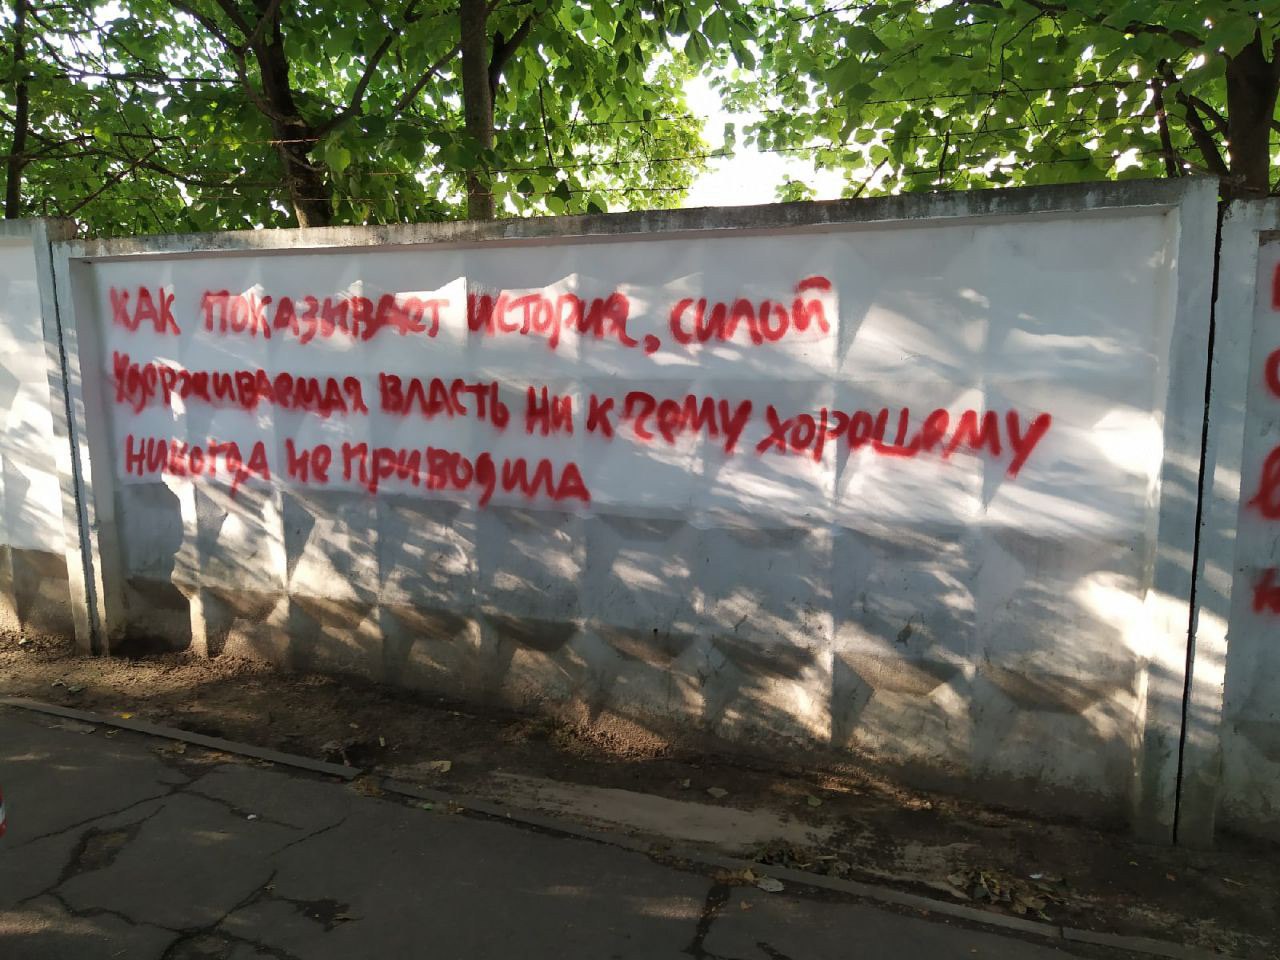 КАК ПОКАЗЫВАЕТ ИСТОРИЯ, СИЛОЙ
УДЕРЖИВАЕМАЯ ВЛАСТЬ НИ К ЧЕМУ ХОРОШЕМУ
НИКОГДА НЕ ПРИВОДИЛА